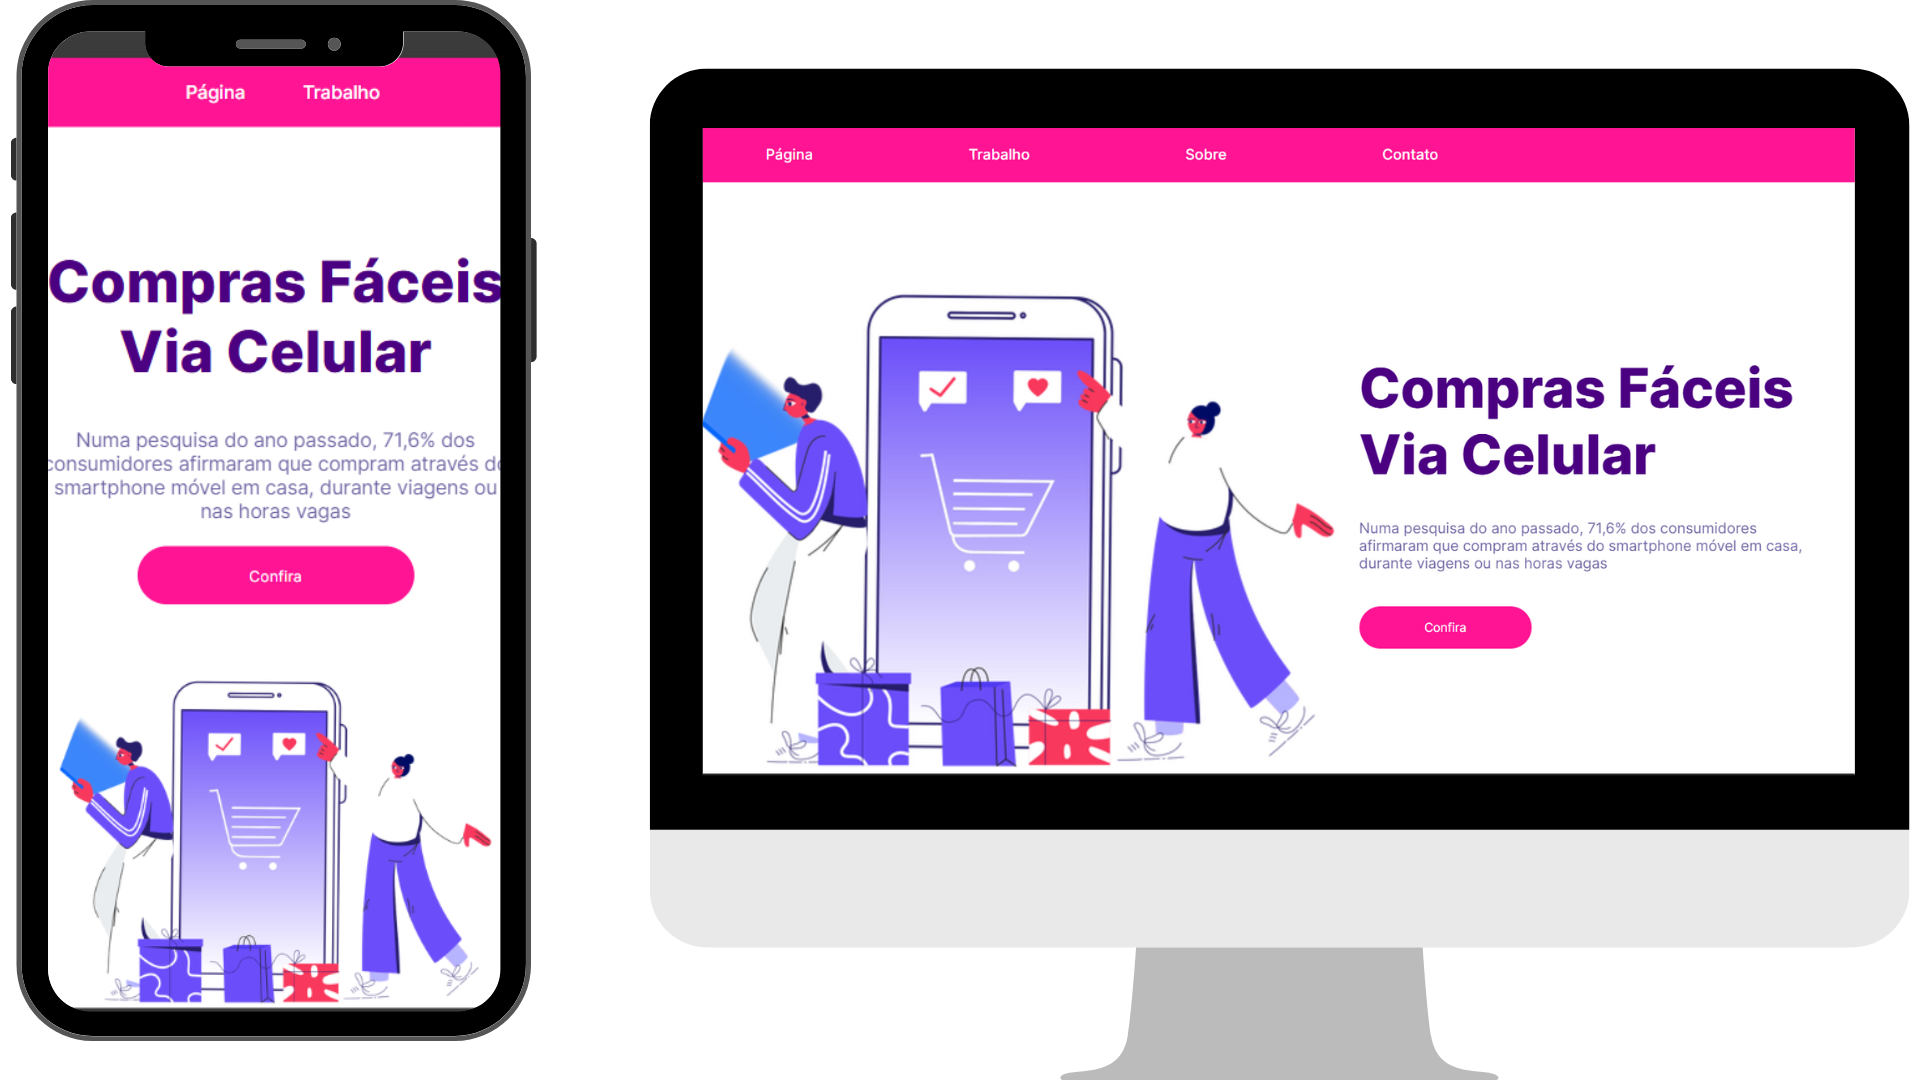 Página Trabalho
Compras Fáceis
Via Celular
Numa pesquisa do ano passado, 71,6% dos
consumidores afirmaram que compram através do
smartphone móvel em casa, durante viagens ou
nas horas vagas
Confira
Página Trabalho Sobre Contato
Compras Fáceis
Via Celular
Numa pesquisa do ano passado, 71,6% dos consumidores
afirmaram que compram através do smartphone móvel em casa,
durante viagens ou nas horas vagas
Confira